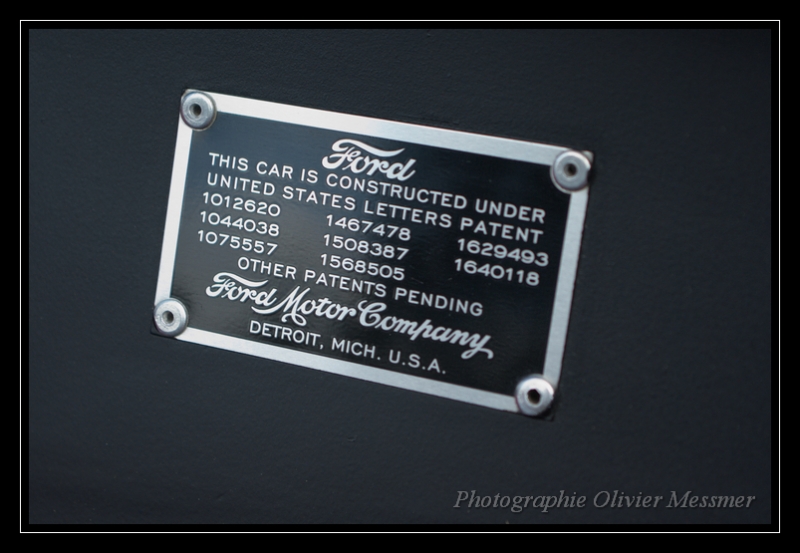 Ford
THIS CAR IS CONSTRUCTED UNDER
UNITED STATES LETTERS PATENT
1012620 1467478 1629493
1044038 1508387 1640118
1075557 1568505
OTHER PATENTS PENDING
Ford Motor Company
DETROIT, MICH. U.S.A.
Photographie Olivier Messmer